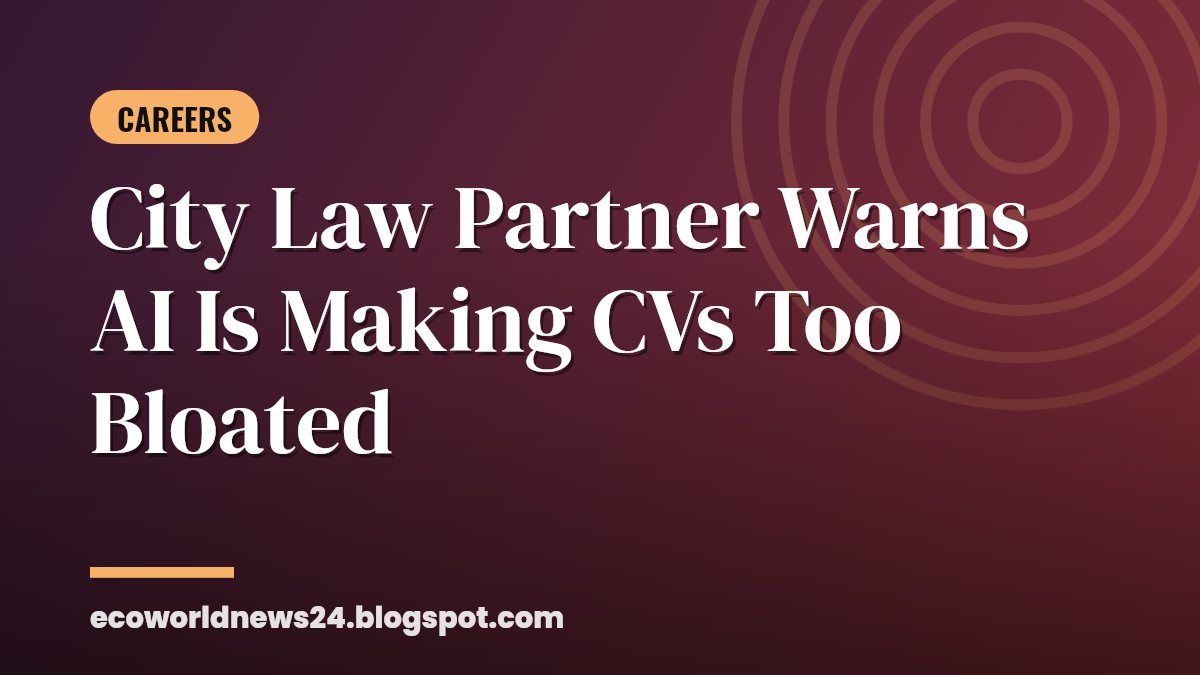 CAREERS
City Law Partner Warns
AI Is Making CVs Too
Bloated
ecoworldnews24.blogspot.com